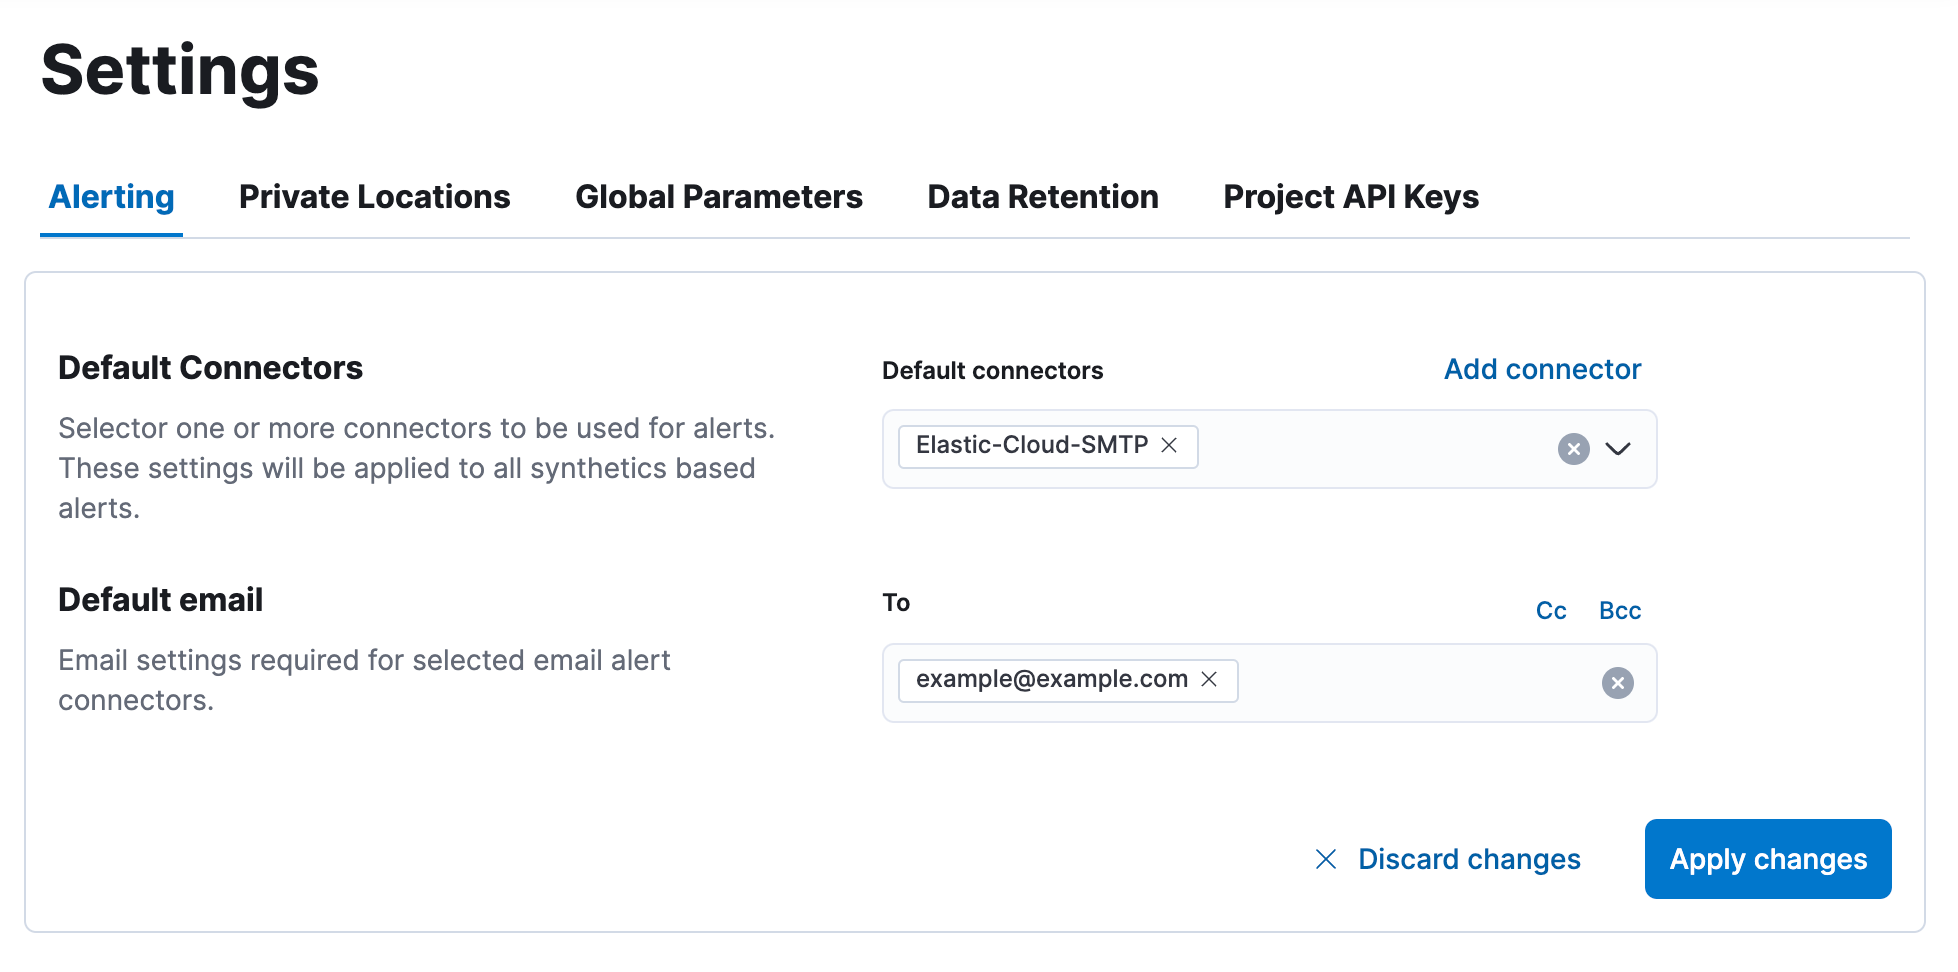 Settings
Alerting Private Locations Global Parameters Data Retention Project API Keys
Default Connectors
Selector one or more connectors to be used for alerts.
These settings will be applied to all synthetics based
alerts.
Default connectors Add connector
Elastic-Cloud-SMTP
Default email
Email settings required for selected email alert
connectors.
To Cc Bcc
example@example.com
Discard changes Apply changes